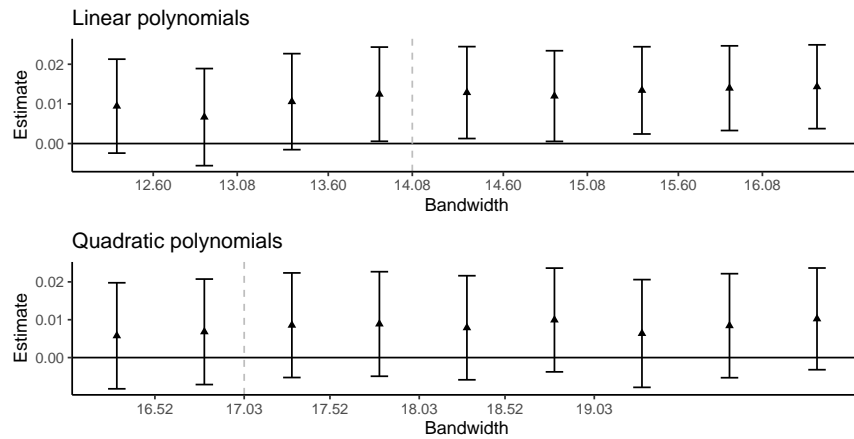 Linear polynomials
Estimate
0.02
0.01
0.00
12.60 13.08 13.60 14.08 14.60 15.08 15.60 16.08
Bandwidth
Quadratic polynomials
Estimate
0.02
0.01
0.00
16.52 17.03 17.52 18.03 18.52 19.03
Bandwidth